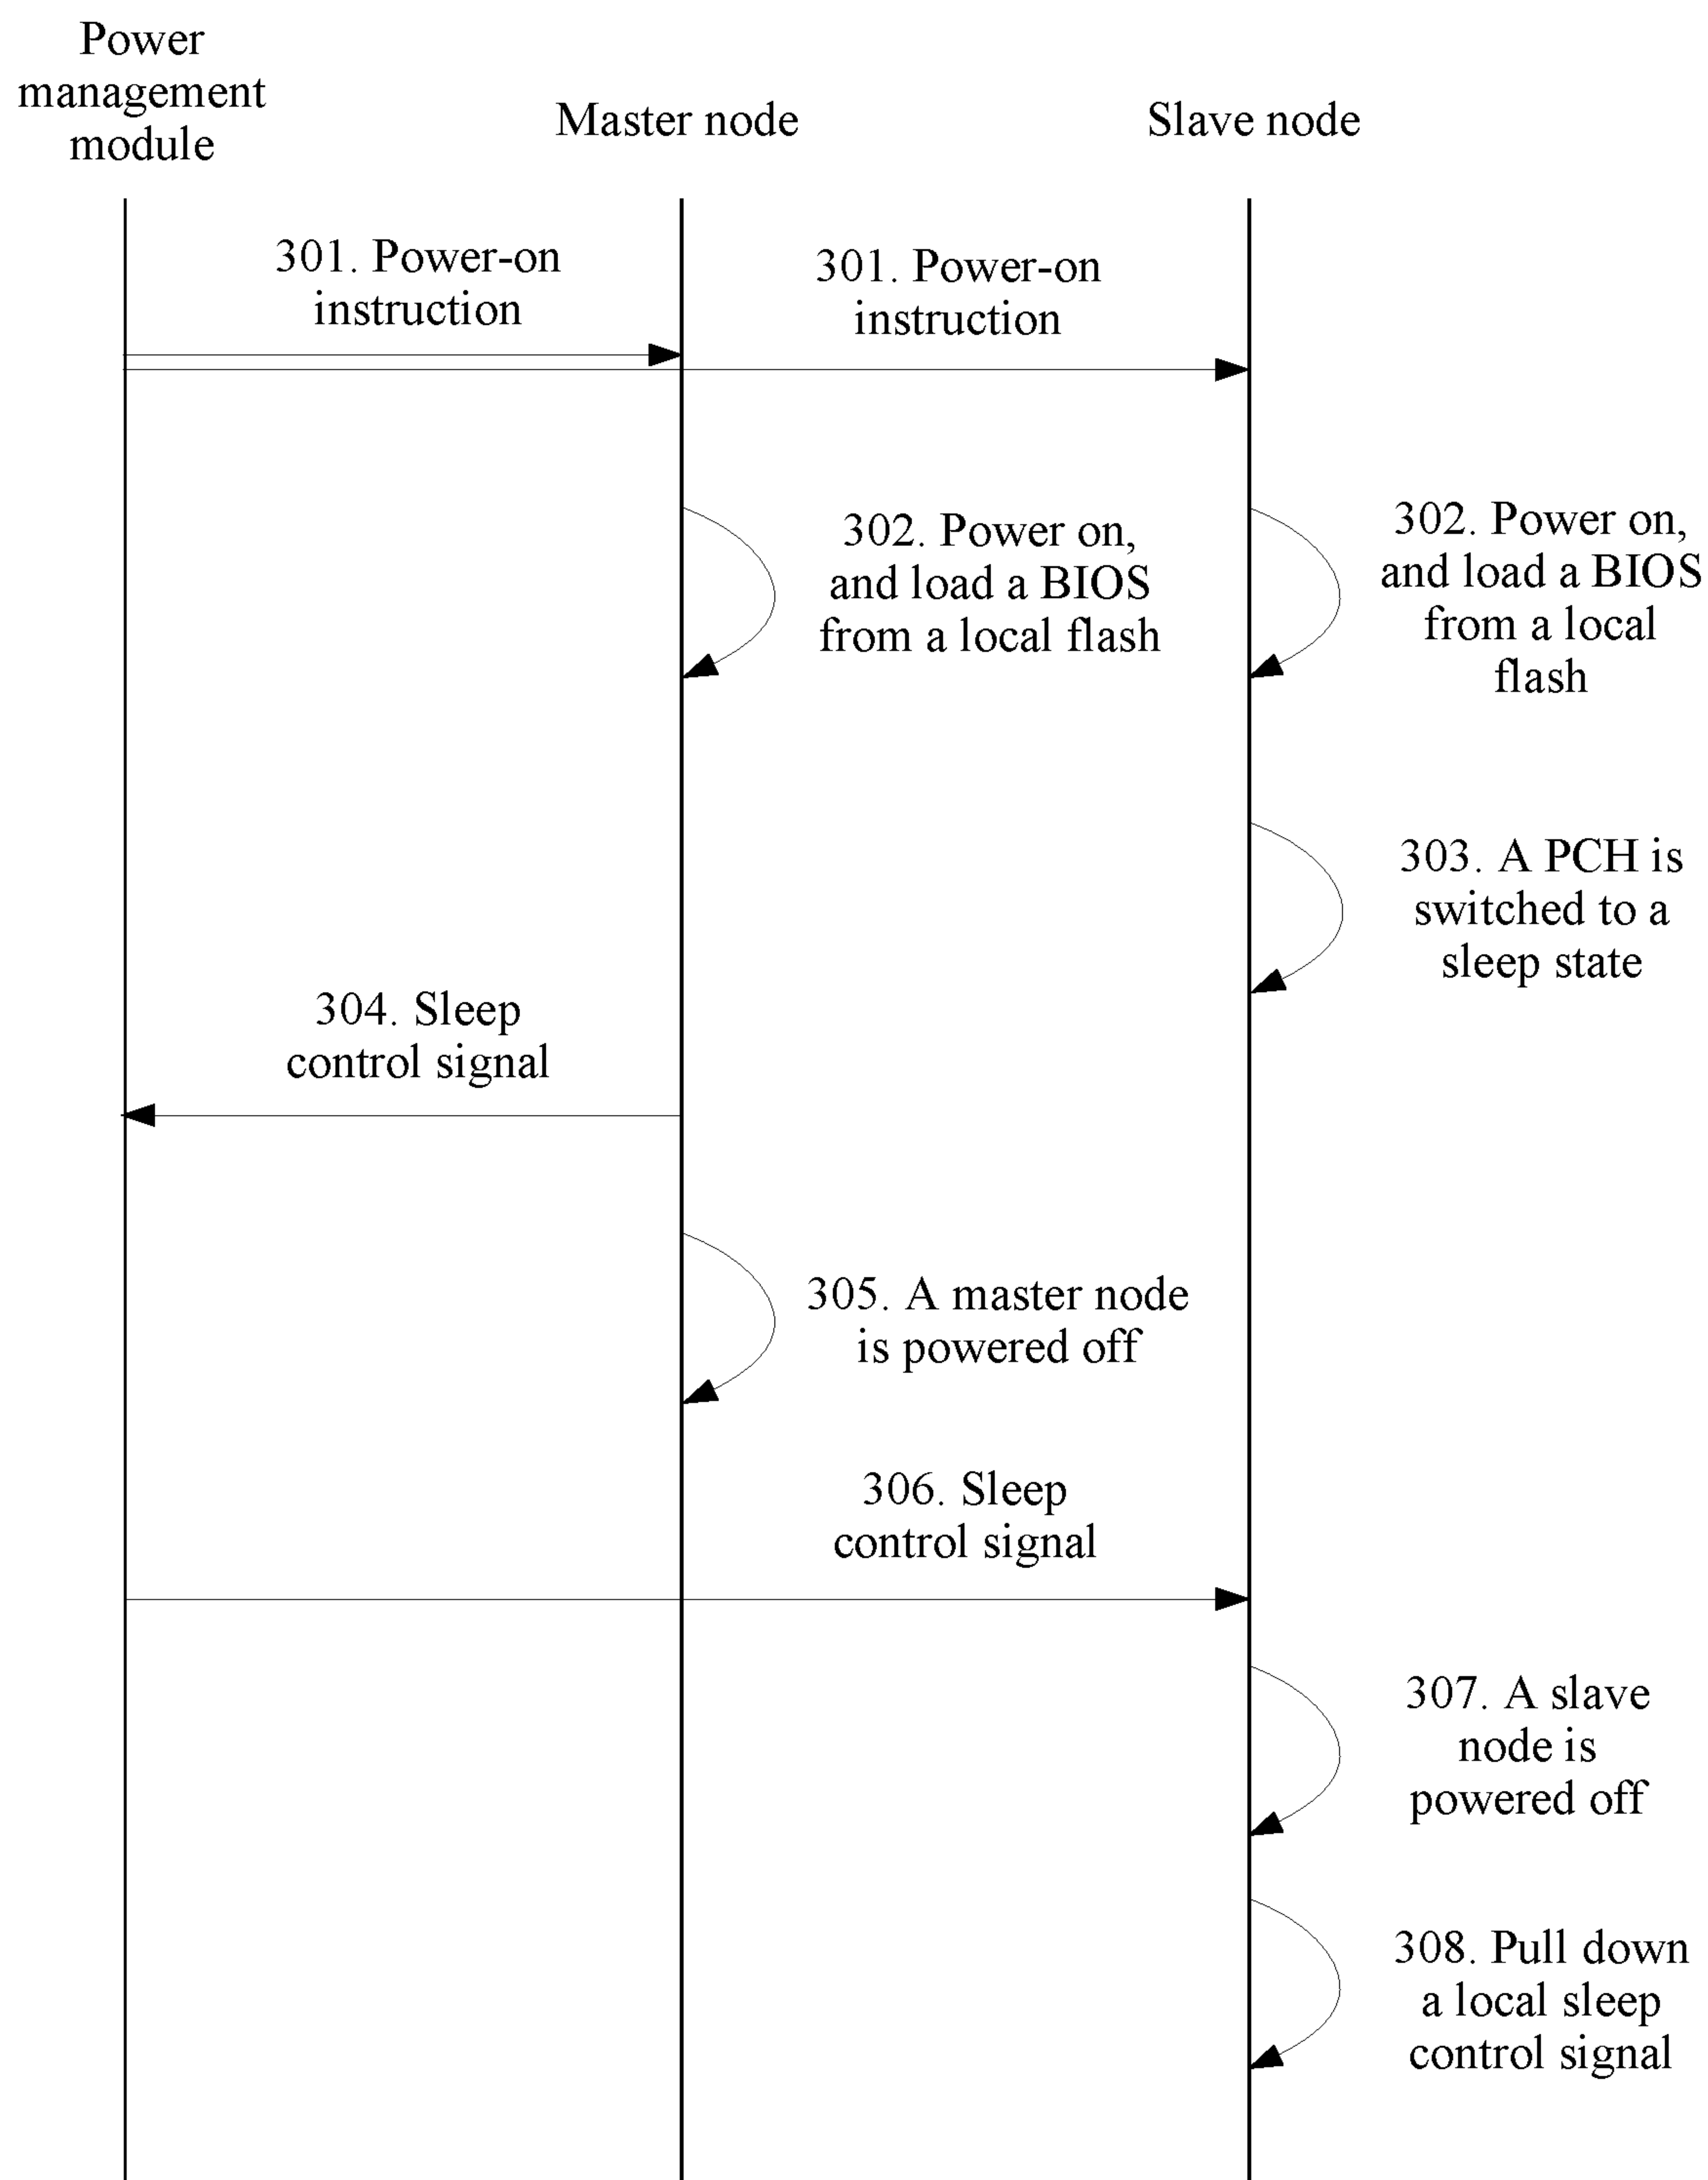 Power
management
module
Master node
Slave node
301. Power-on
instruction
301. Power-on
instruction
302. Power on,
and load a BIOS
from a local flash
302. Power on,
and load a BIOS
from a local
flash
303. A PCH is
switched to a
sleep state
304. Sleep
control signal
305. A master node
is powered off
306. Sleep
control signal
307. A slave
node is
powered off
308. Pull down
a local sleep
control signal